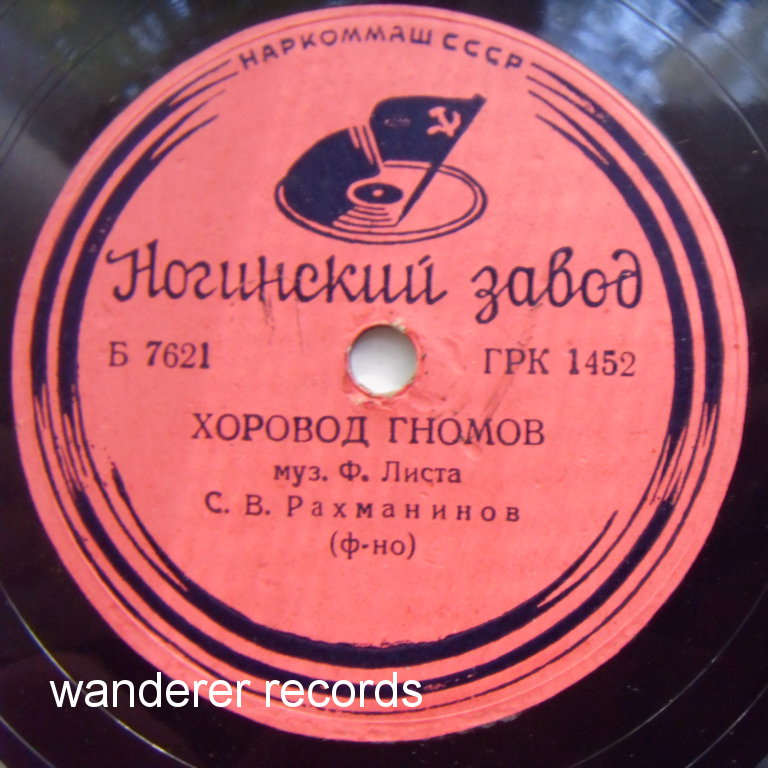 НАРКОММАШ СССР
Ногинский завод
Б 7621 ГРК 1452
ХОРОВОД ГНОМОВ
муз. Ф. Листа
С. В. Рахманинов
(ф-но)
wanderer records